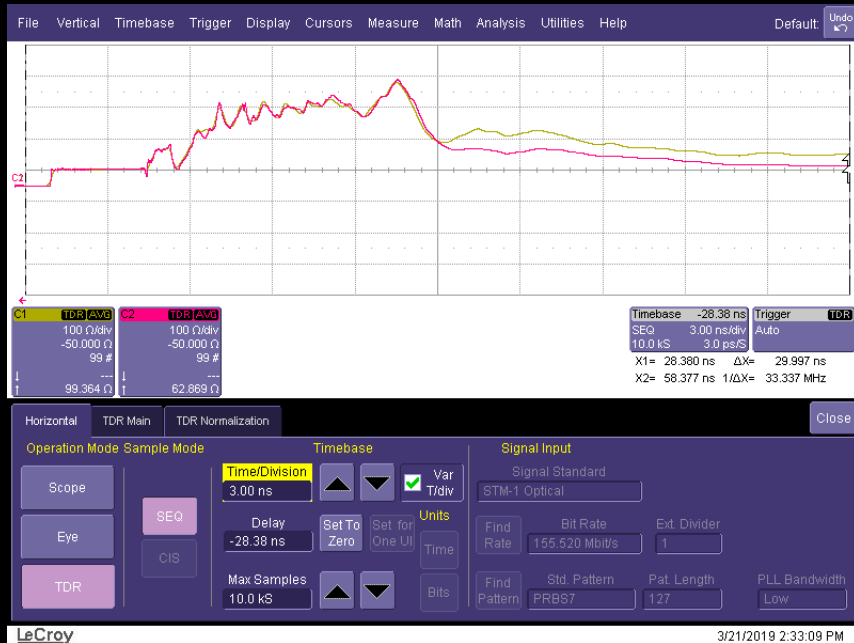 File Vertical Timebase Trigger Display Cursors Measure Math Analysis Utilities Help Default: Undo
C2
C1 TDR AVG
100 Ω/div
-50.000 Ω
99 #
---
99.364 Ω
C2 TDR AVG
100 Ω/div
-50.000 Ω
99 #
---
62.869 Ω
Timebase -28.38 ns
SEQ 3.00 ns/div
10.0 kS 3.0 ps/S
Trigger TDR
Auto
X1= 28.380 ns ΔX= 29.997 ns
X2= 58.377 ns 1/ΔX= 33.337 MHz
Horizontal TDR Main TDR Normalization Close
Operation Mode
Scope
Eye
TDR
Sample Mode
SEQ
CIS
Timebase
Time/Division
3.00 ns
Var
T/div
Delay
-28.38 ns
Set To
Zero
Set for
One UI
Max Samples
10.0 kS
Units
Time
Bits
Signal Input
Signal Standard
STM-1 Optical
Find
Rate
Bit Rate
155.520 Mbit/s
Ext. Divider
1
Find
Pattern
Std. Pattern
PRBS7
Pat. Length
127
PLL Bandwidth
Low
LeCroy
3/21/2019 2:33:09 PM